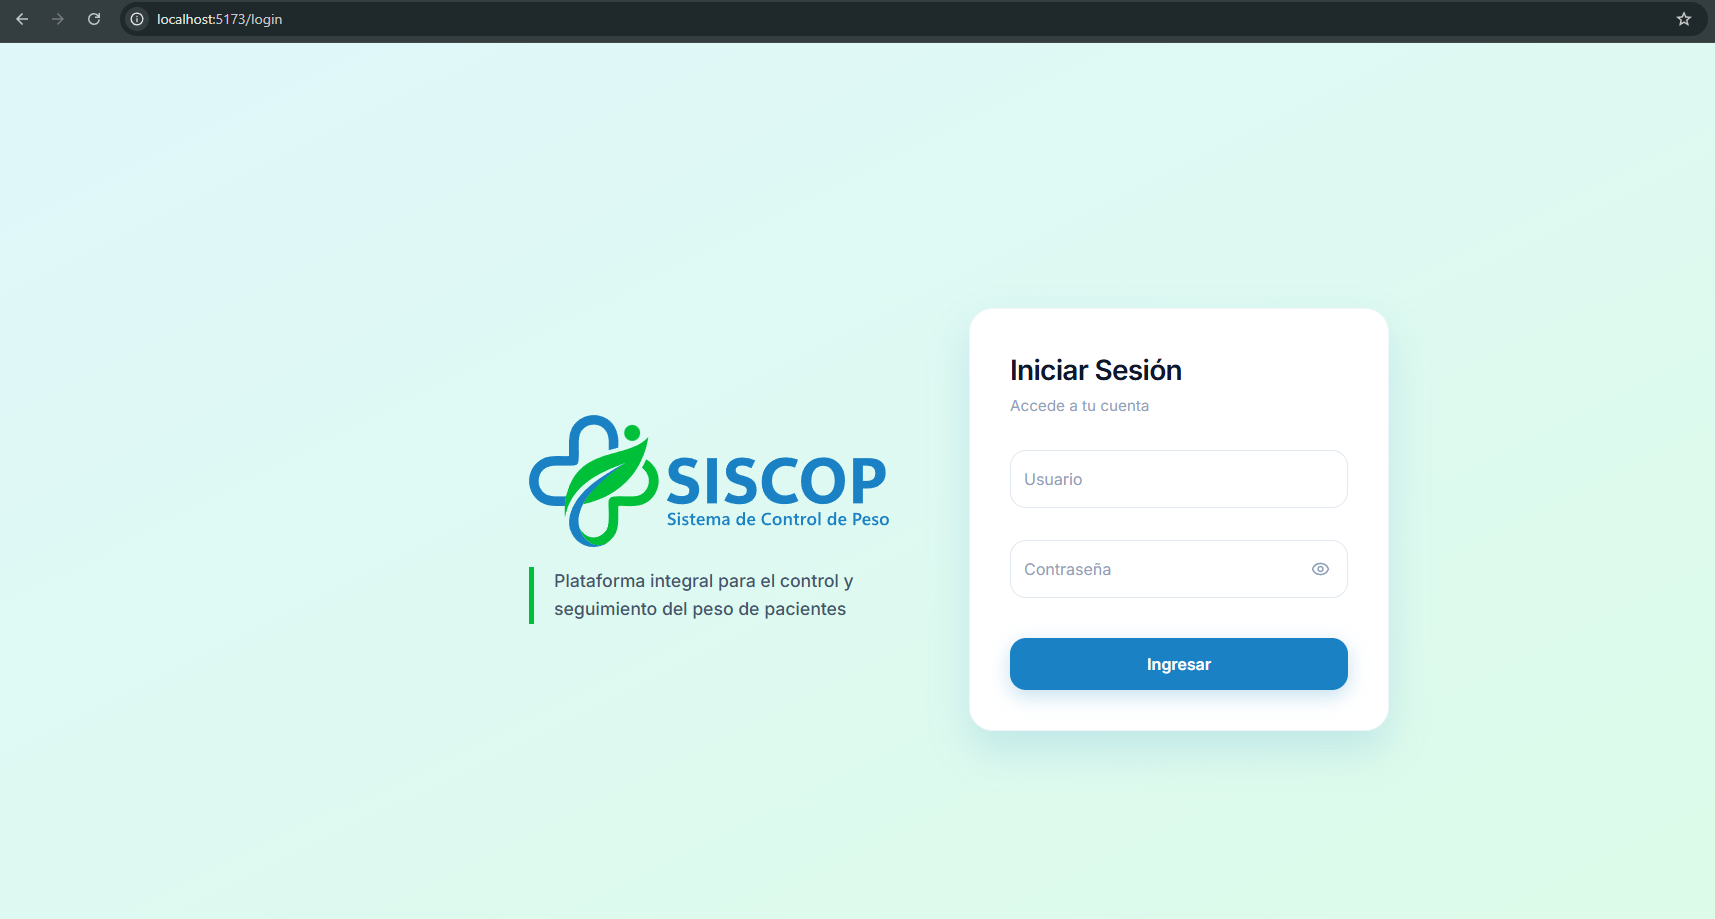 localhost:5173/login
SISCOP
Sistema de Control de Peso
Plataforma integral para el control y
seguimiento del peso de pacientes
Iniciar Sesión
Accede a tu cuenta
Usuario
Contraseña
Ingresar